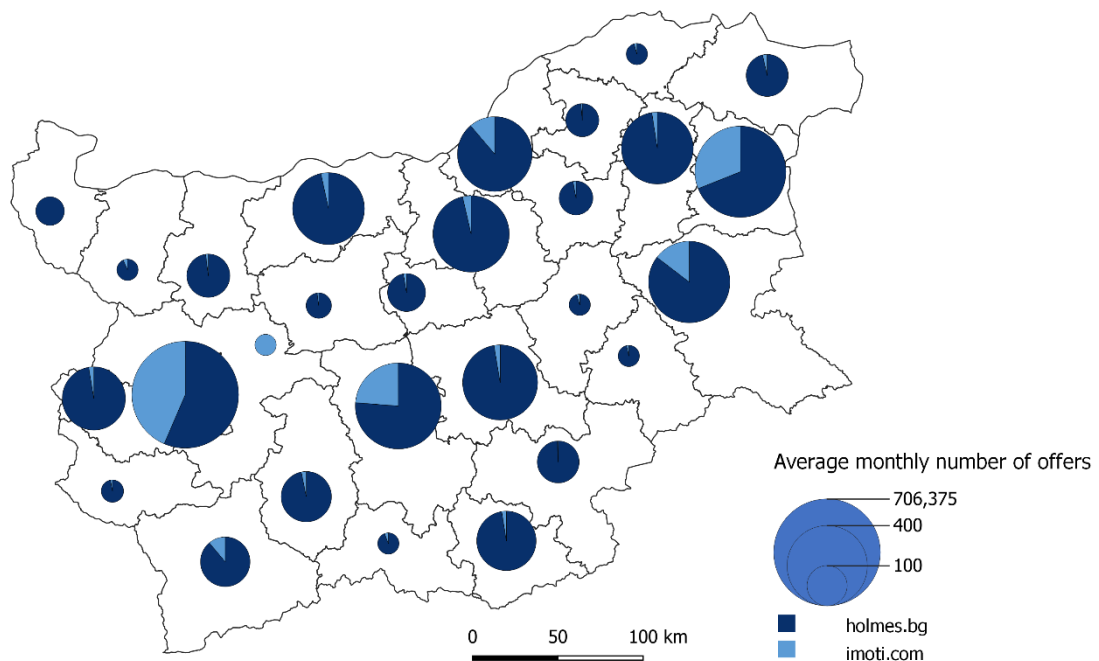 Average monthly number of offers
706,375
400
100
holmes.bg
imoti.com
0 50 100 km